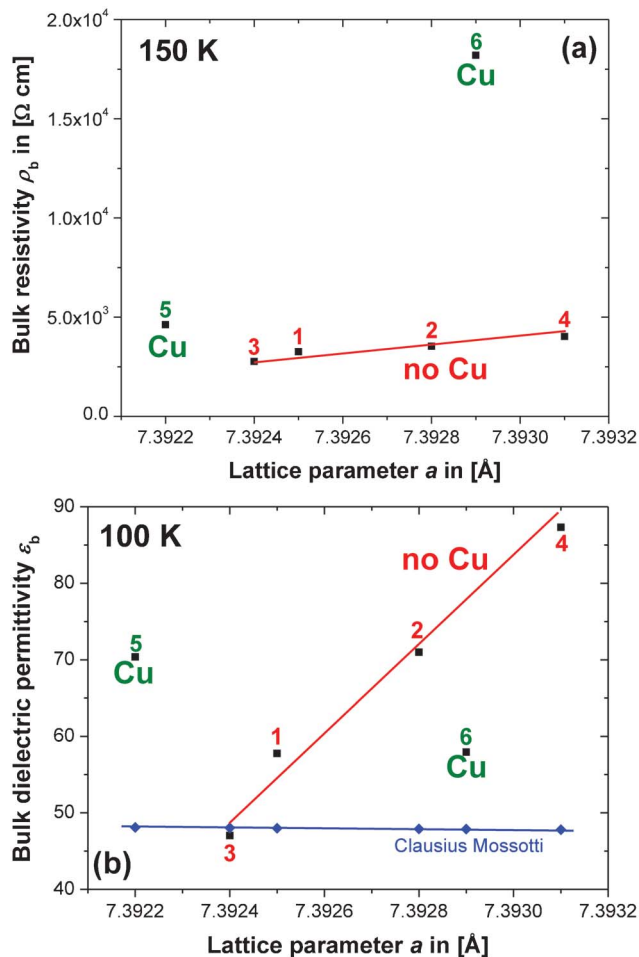 2.0x10⁴
1.5x10⁴
1.0x10⁴
5.0x10³
0.0
Bulk resistivity ρb in [Ω cm]
150 K
(a)
6
Cu
5
Cu
3
1
2
4
no Cu
7.3922 7.3924 7.3926 7.3928 7.3930 7.3932
Lattice parameter a in [Å]
90
80
70
60
50
40
Bulk dielectric permittivity εb
100 K
no Cu
4
2
5
Cu
1
6
Cu
3
Clausius Mossotti
(b)
7.3922 7.3924 7.3926 7.3928 7.3930 7.3932
Lattice parameter a in [Å]